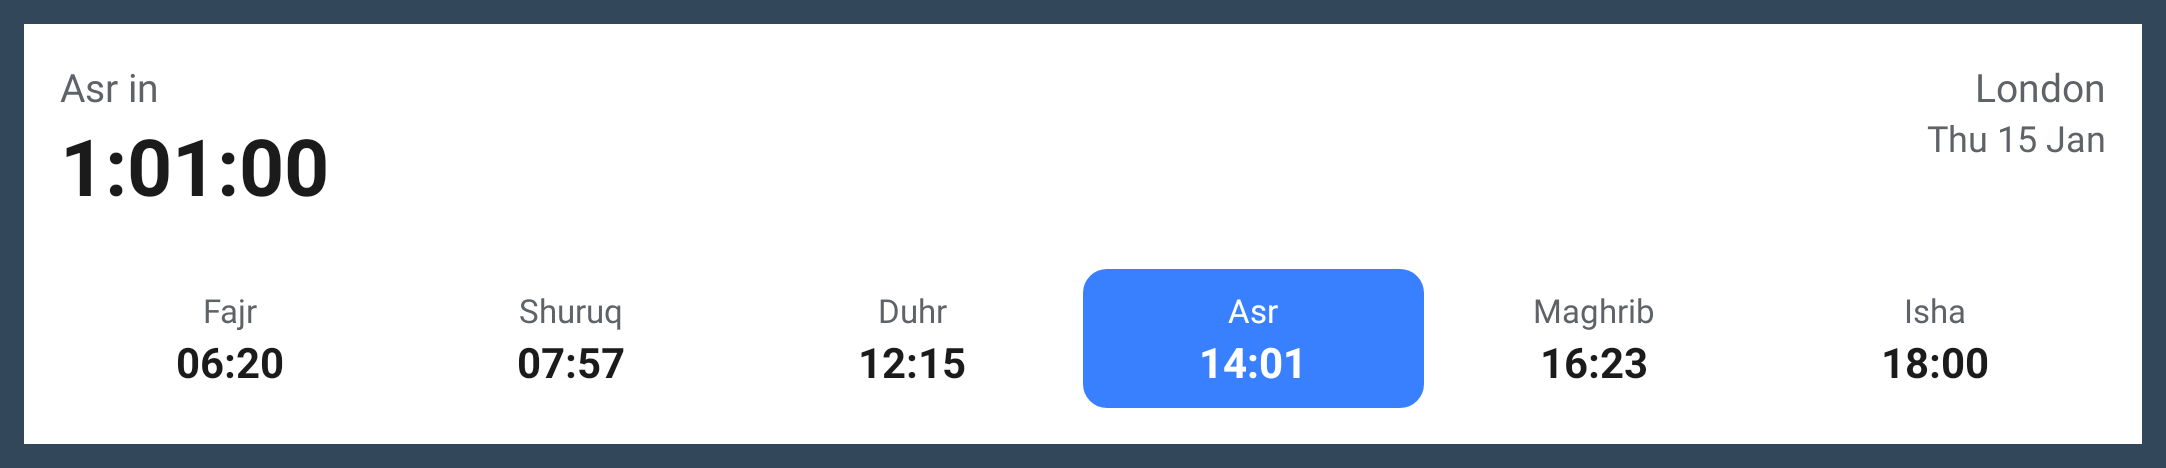 Asr in
1:01:00
London
Thu 15 Jan
Fajr
06:20
Shuruq
07:57
Duhr
12:15
Asr
14:01
Maghrib
16:23
Isha
18:00